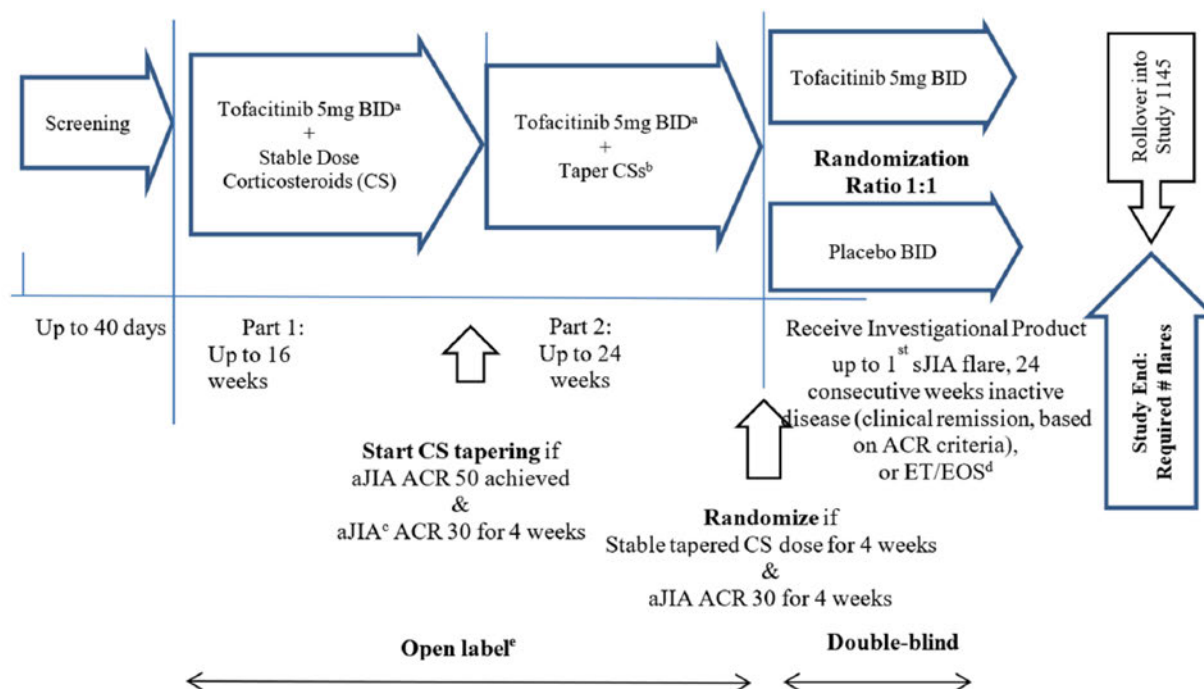 Screening
Tofacitinib 5mg BIDᵃ
+
Stable Dose
Corticosteroids (CS)
Tofacitinib 5mg BIDᵃ
+
Taper CSsᵇ
Tofacitinib 5mg BID
Randomization
Ratio 1:1
Placebo BID
Rollover into
Study 1145
Up to 40 days
Part 1:
Up to 16
weeks
Part 2:
Up to 24
weeks
Receive Investigational Product
up to 1ˢᵗ sJIA flare, 24
consecutive weeks inactive
disease (clinical remission, based
on ACR criteria),
or ET/EOSᵈ
Study End:
Required # flares
Start CS tapering if
aJIA ACR 50 achieved
&
aJIAᶜ ACR 30 for 4 weeks
Randomize if
Stable tapered CS dose for 4 weeks
&
aJIA ACR 30 for 4 weeks
Open labelᵉ
Double-blind